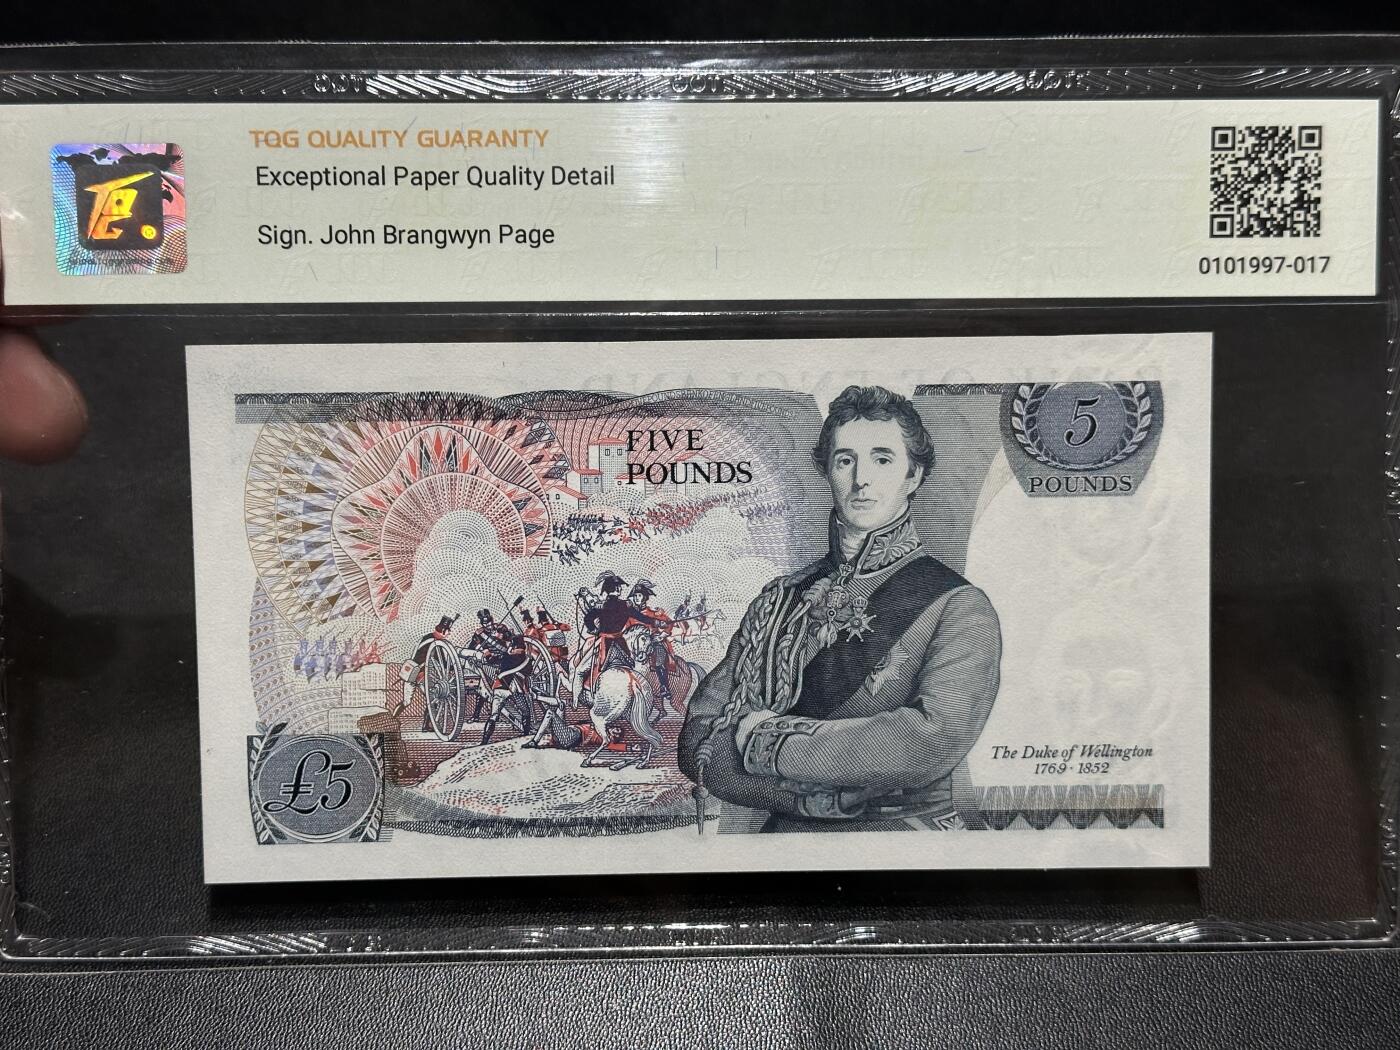 TQG QUALITY GUARANTY
Exceptional Paper Quality Detail
Sign. John Brangwyn Page
0101997-017
FIVE
POUNDS
5
POUNDS
The Duke of Wellington
1769·1852
£5